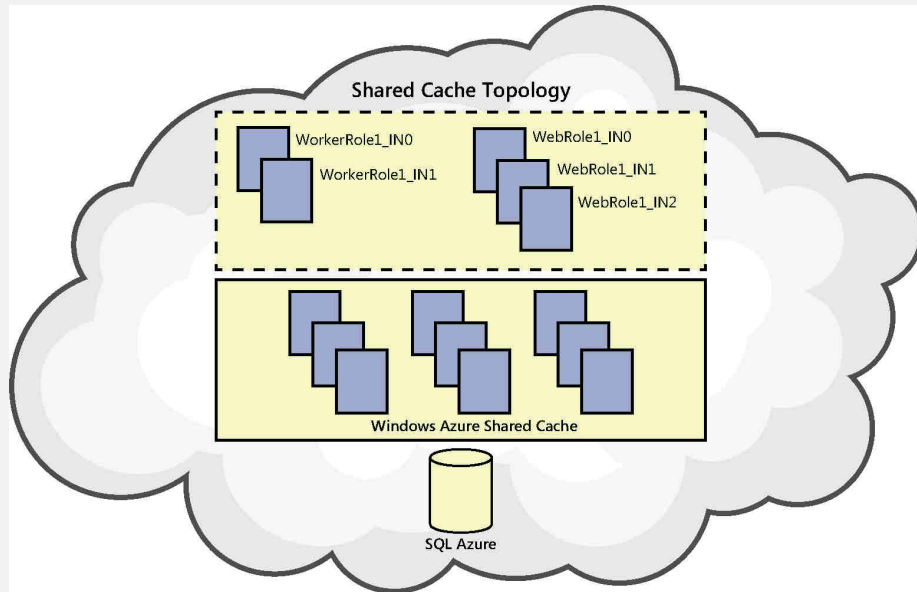 Shared Cache Topology
WorkerRole1_IN0
WorkerRole1_IN1
WebRole1_IN0
WebRole1_IN1
WebRole1_IN2
Windows Azure Shared Cache
SQL Azure